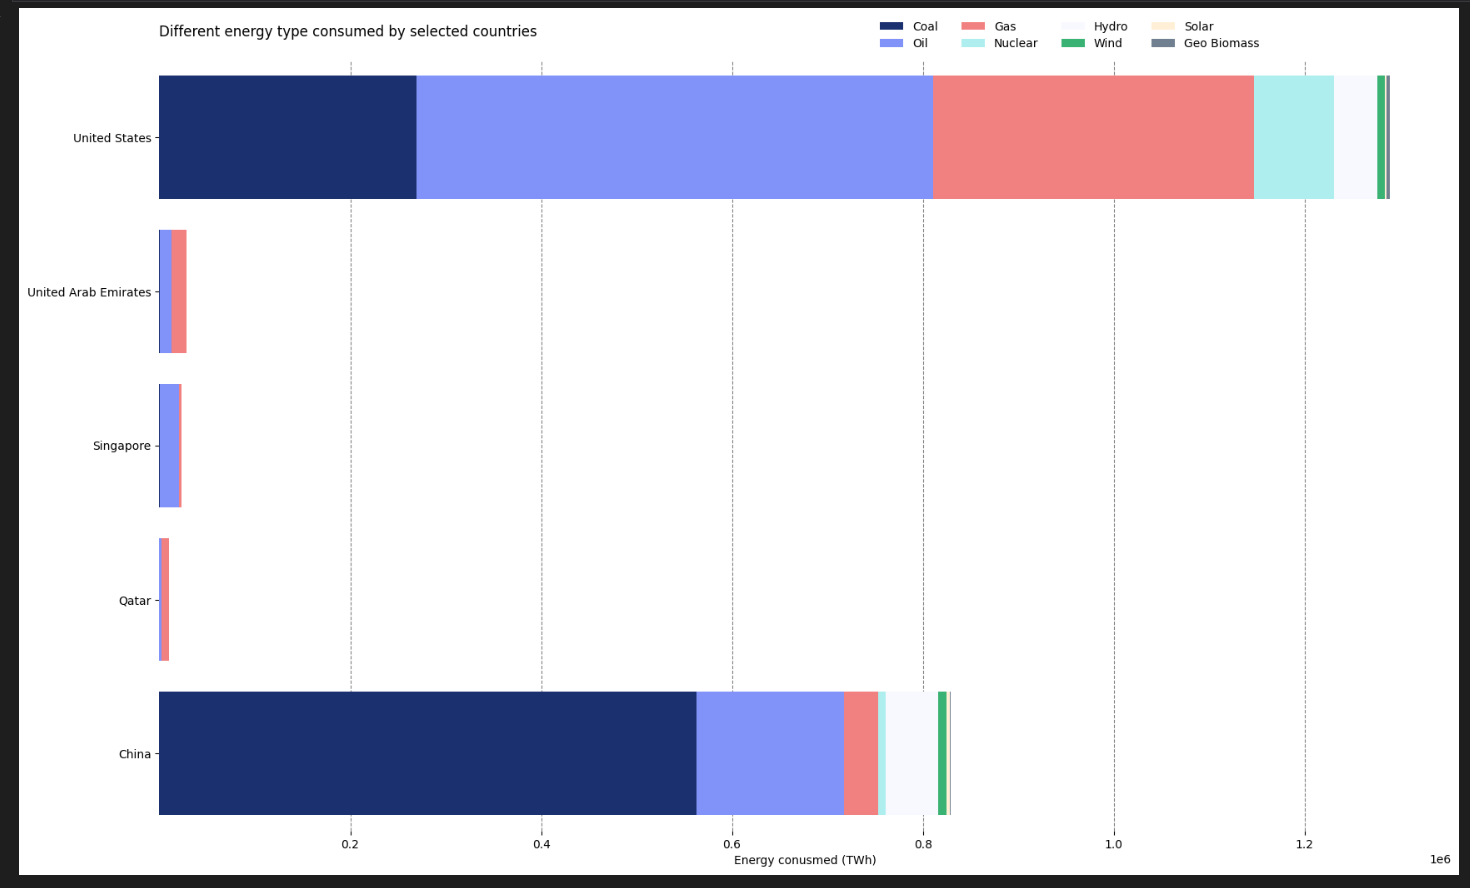 Different energy type consumed by selected countries
Coal Gas Hydro Solar
Oil Nuclear Wind Geo Biomass
United States
United Arab Emirates
Singapore
Qatar
China
0.2 0.4 0.6 0.8 1.0 1.2
Energy conusmed (TWh)
1e6